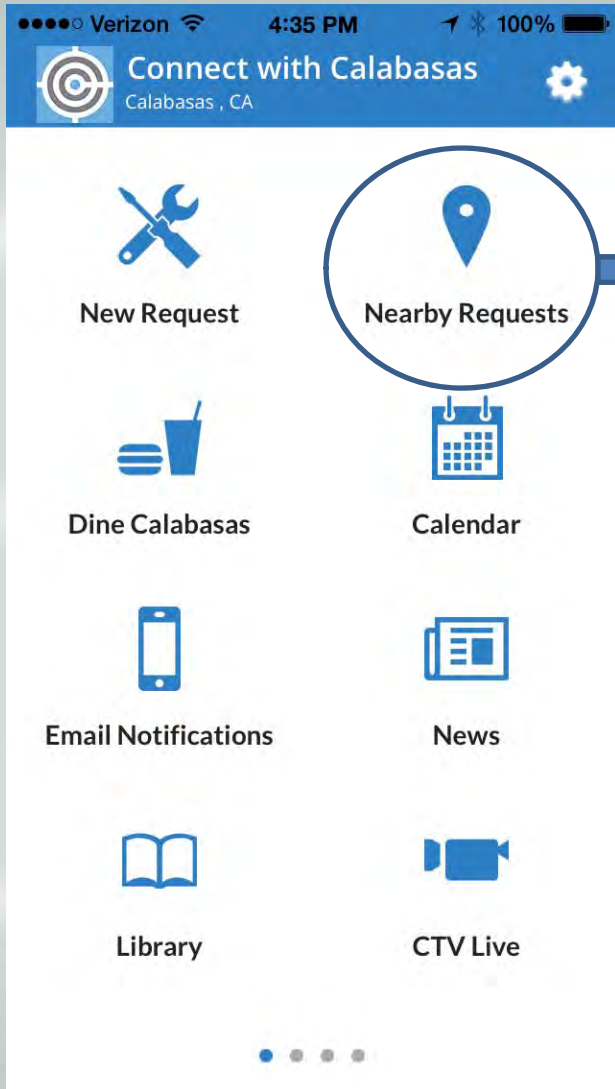 Verizon 4:35 PM 100%
Connect with Calabasas
Calabasas , CA
New Request Nearby Requests
Dine Calabasas Calendar
Email Notifications News
Library CTV Live